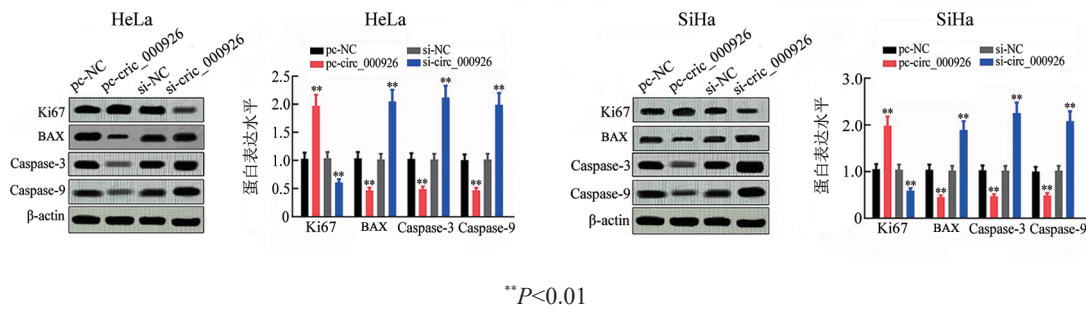 HeLa
pc-NC
pc-cric_000926
si-NC
si-cric_000926
Ki67
BAX
Caspase-3
Caspase-9
β-actin
HeLa
pc-NC
si-NC
pc-circ_000926
si-circ_000926
蛋白表达水平
2.5
2.0
1.5
1.0
0.5
0
** ** ** ** ** ** ** **
Ki67 BAX Caspase-3 Caspase-9
SiHa
pc-NC
pc-circ_000926
si-NC
si-circ_000926
Ki67
BAX
Caspase-3
Caspase-9
β-actin
SiHa
pc-NC
si-NC
pc-circ_000926
si-circ_000926
蛋白表达水平
3.0
2.0
1.0
0
** ** ** ** ** ** ** **
Ki67 BAX Caspase-3 Caspase-9
**P<0.01